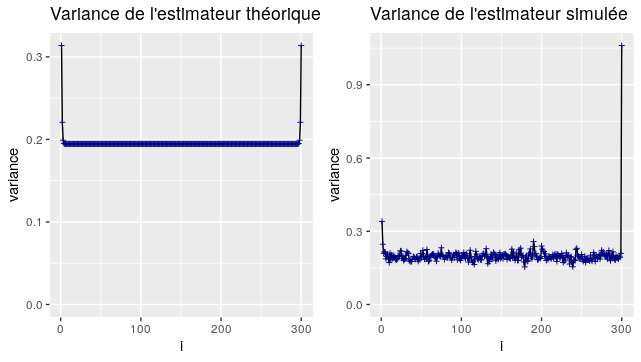 Variance de l'estimateur théorique
variance
0.3
0.2
0.1
0.0
0
100
200
300
i
Variance de l'estimateur simulée
variance
0.9
0.6
0.3
0.0
0
100
200
300
i